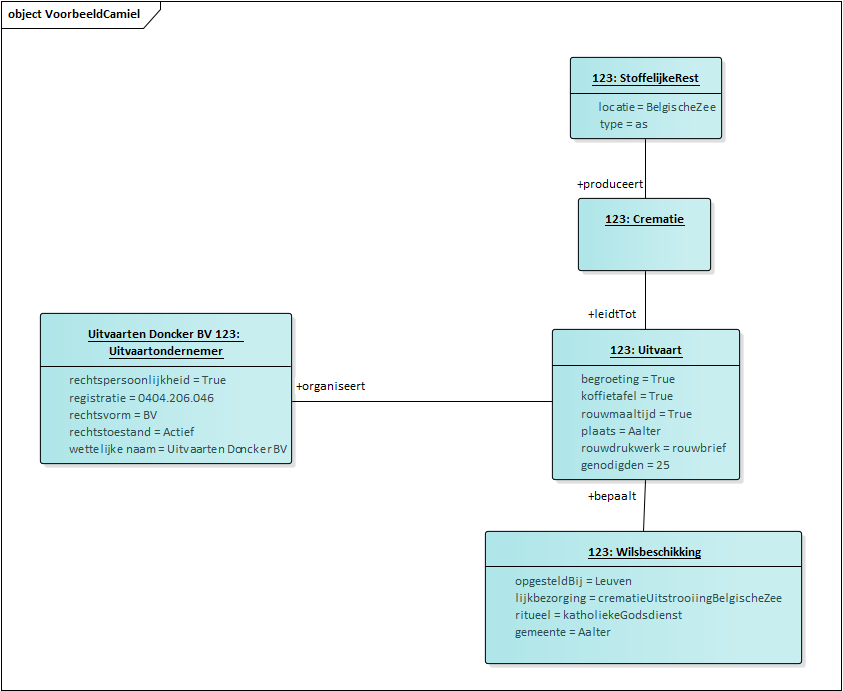 object VoorbeeldCamiel
123: StoffelijkeRest
locatie = BelgischeZee
type = as
+produceert
123: Crematie
+leidtTot
Uitvaarten Doncker BV 123:
Uitvaartondernemer
rechtspersoonlijkheid = True
registratie = 0404.206.046
rechtsvorm = BV
rechtstoestand = Actief
wettelijke naam = Uitvaarten Doncker BV
+organiseert
123: Uitvaart
begroeting = True
koffietafel = True
rouwmaaltijd = True
plaats = Aalter
rouwdrukwerk = rouwbrief
genodigden = 25
+bepaalt
123: Wilsbeschikking
opgesteldBij = Leuven
lijkbezorging = crematieUitstrooiingBelgischeZee
ritueel = katholiekeGodsdienst
gemeente = Aalter